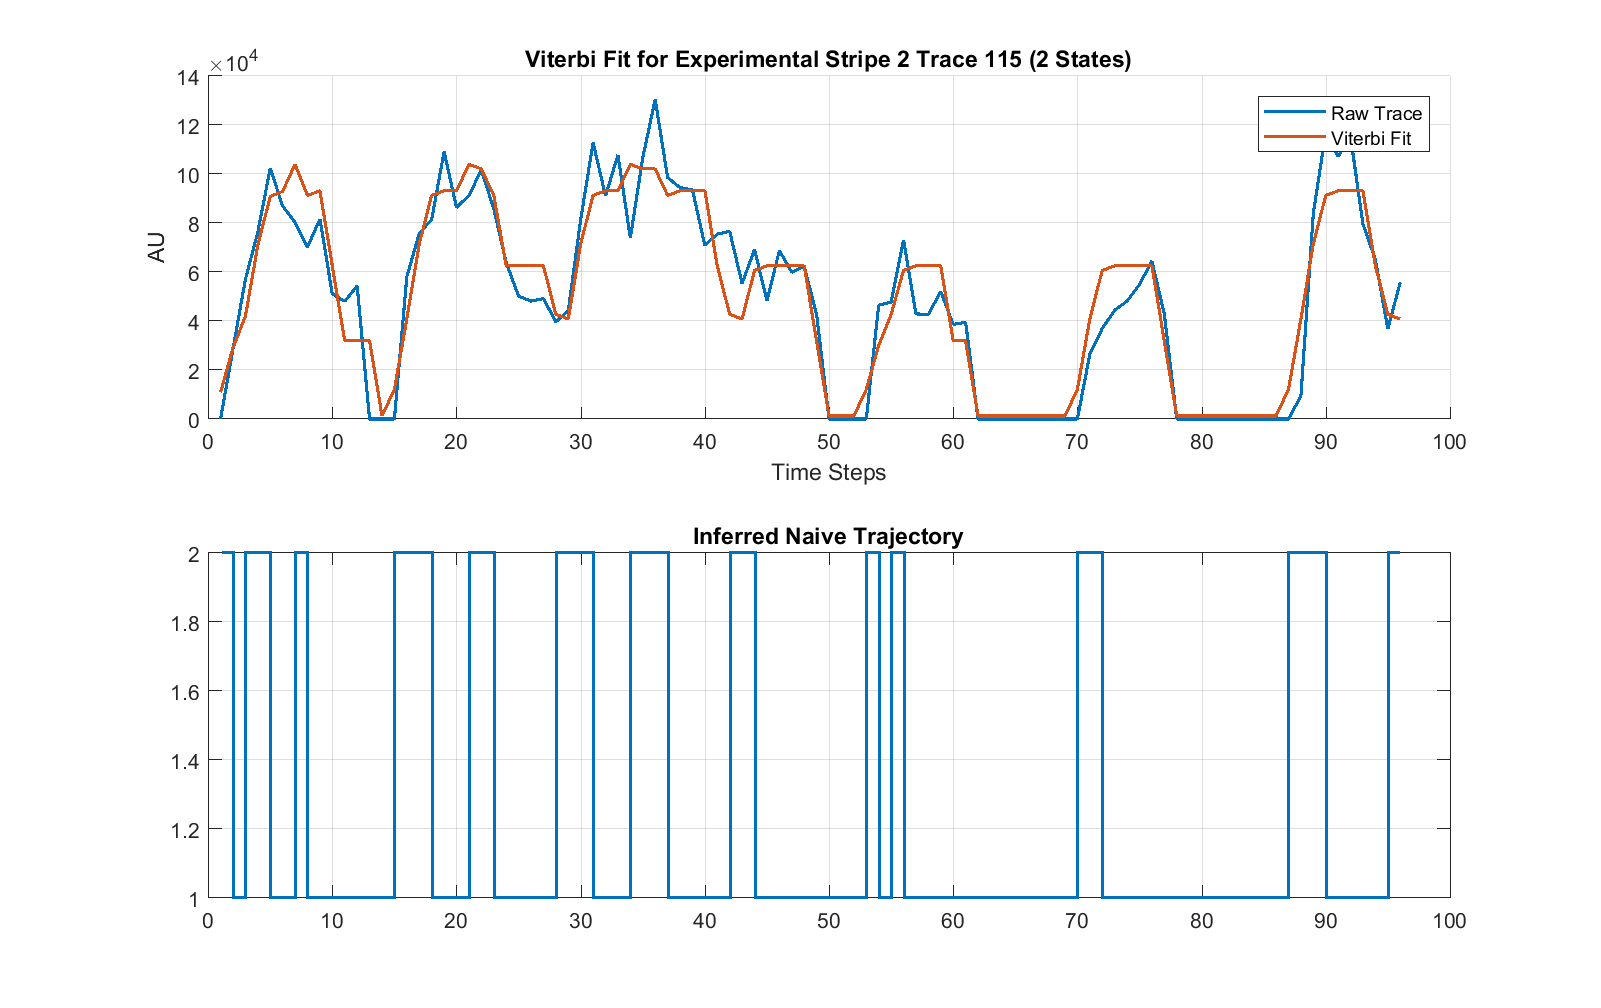 Viterbi Fit for Experimental Stripe 2 Trace 115 (2 States)
×10⁴
14
12
10
8
6
4
2
0
AU
Raw Trace
Viterbi Fit
0 10 20 30 40 50 60 70 80 90 100
Time Steps
Inferred Naive Trajectory
2
1.8
1.6
1.4
1.2
1
0 10 20 30 40 50 60 70 80 90 100